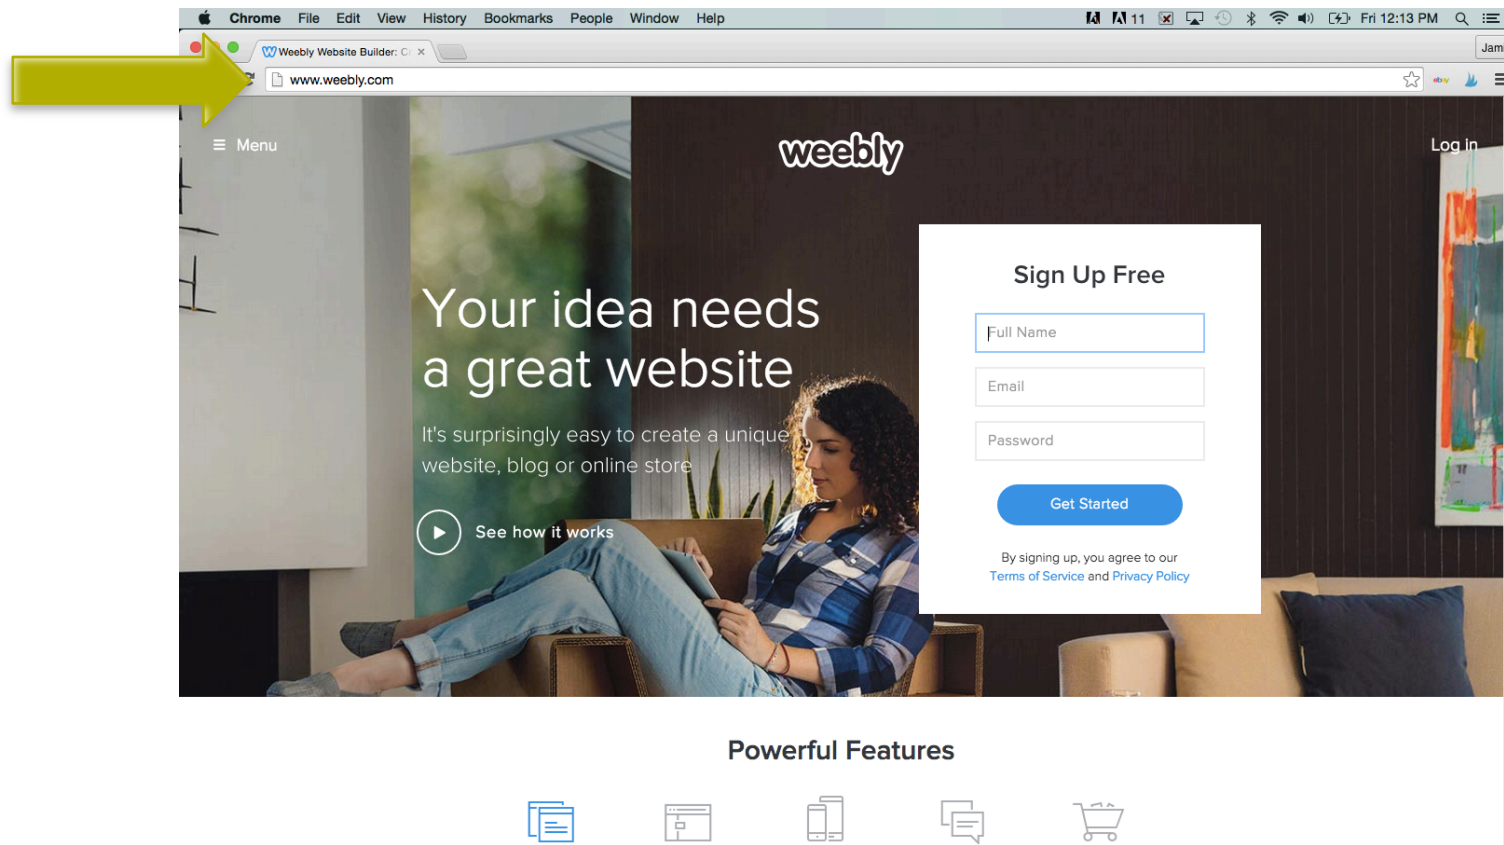 Chrome File Edit View History Bookmarks People Window Help
11 Fri 12:13 PM
Weebly Website Builder: Cr
Jam
www.weebly.com
ebay
Menu
weebly
Log in
Sign Up Free
Full Name
Email
Password
Get Started
By signing up, you agree to our
Terms of Service and Privacy Policy
Your idea needs
a great website
It's surprisingly easy to create a unique
website, blog or online store
See how it works
Powerful Features